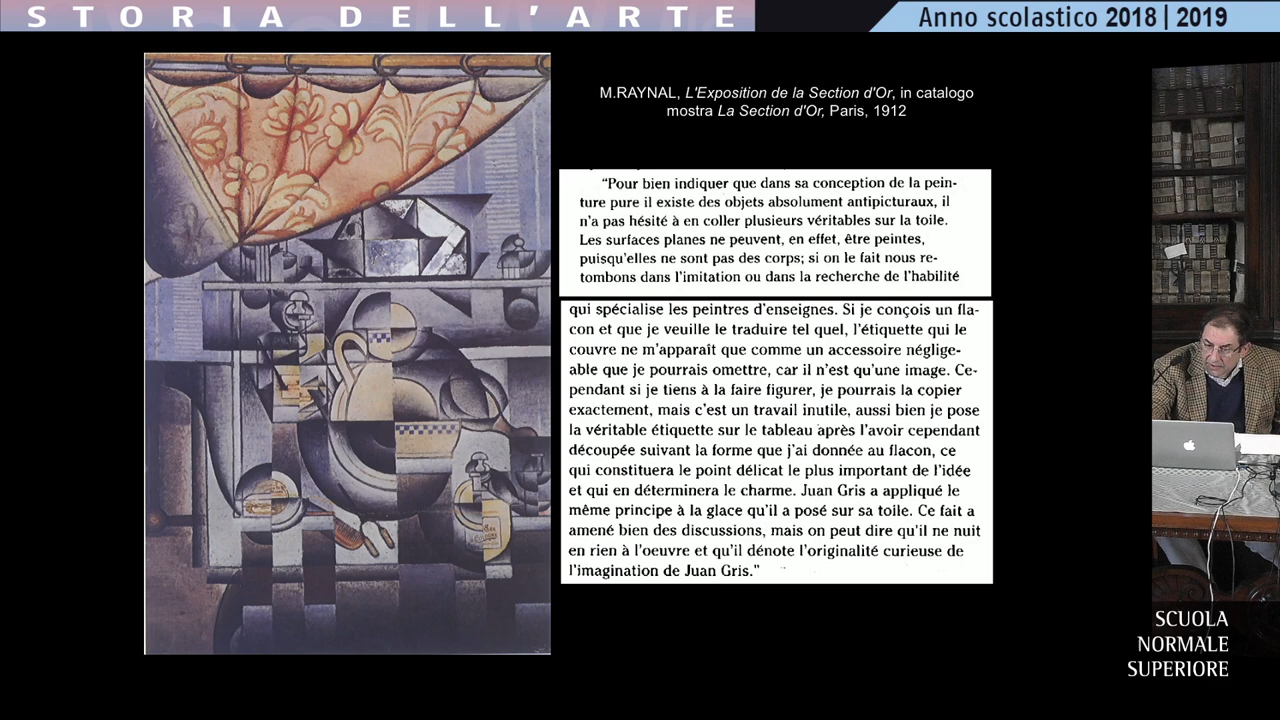 STORIA DELL'ARTE
Anno scolastico 2018 | 2019
M.RAYNAL, L'Exposition de la Section d'Or, in catalogo
mostra La Section d'Or, Paris, 1912
“Pour bien indiquer que dans sa conception de la pein-
ture pure il existe des objets absolument antipicturaux, il
n'a pas hésité à en coller plusieurs véritables sur la toile.
Les surfaces planes ne peuvent, en effet, être peintes,
puisqu'elles ne sont pas des corps; si on le fait nous re-
tombons dans l'imitation ou dans la recherche de l'habilité
qui spécialise les peintres d'enseignes. Si je conçois un fla-
con et que je veuille le traduire tel quel, l'étiquette qui le
couvre ne m'apparaît que comme un accessoire néglige-
able que je pourrais omettre, car il n'est qu'une image. Ce-
pendant si je tiens à la faire figurer, je pourrais la copier
exactement, mais c'est un travail inutile, aussi bien je pose
la véritable étiquette sur le tableau après l'avoir cependant
découpée suivant la forme que j'ai donnée au flacon, ce
qui constituera le point délicat le plus important de l'idée
et qui en déterminera le charme. Juan Gris a appliqué le
même principe à la glace qu'il a posé sur sa toile. Ce fait a
amené bien des discussions, mais on peut dire qu'il ne nuit
en rien à l'oeuvre et qu'il dénote l'originalité curieuse de
l'imagination de Juan Gris."
SCUOLA
NORMALE
SUPERIORE